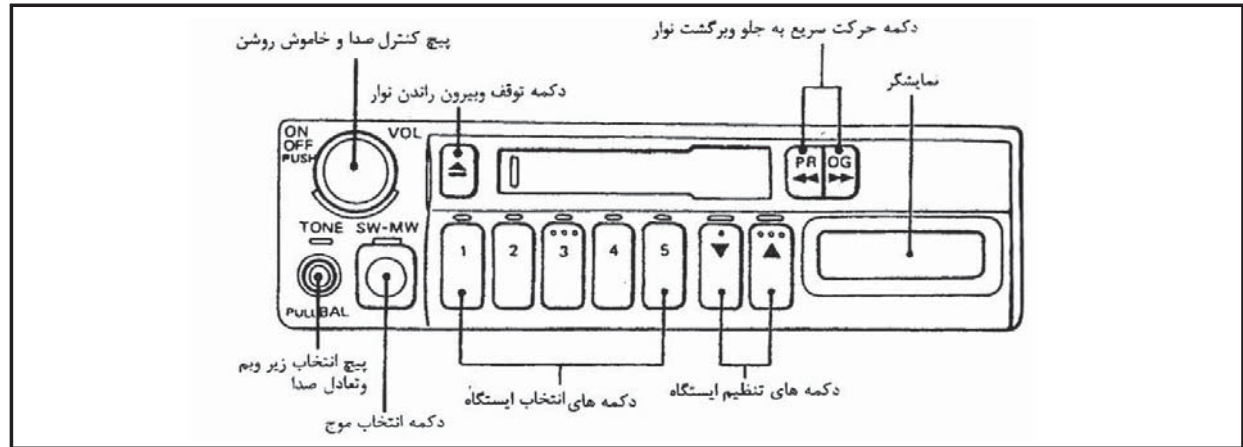 دکمه حرکت سریع به جلو وبرگشت نوار
پیچ کنترل صدا و خاموش روشن
نمایشگر
دکمه توقف وبیرون راندن نوار
ON
OFF
PUSH
VOL
PR
OG
TONE
SW-MW
1
2
3
4
5
PULL BAL
پیچ انتخاب زیر وبم
وتعادل صدا
دکمه های انتخاب ایستگاه
دکمه های تنظیم ایستگاه
دکمه انتخاب موج